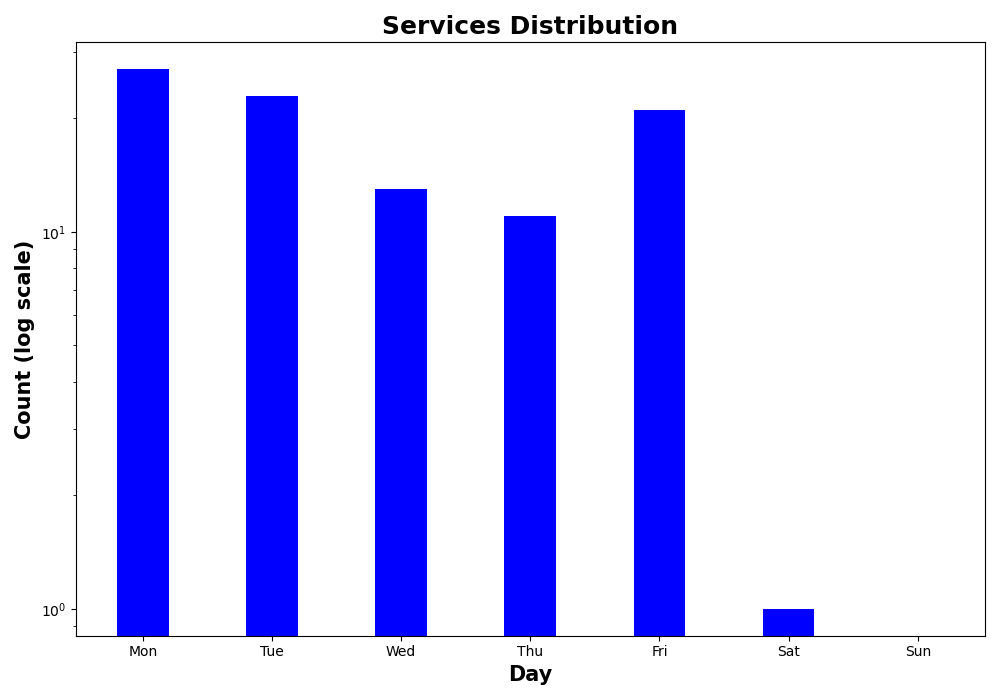 Services Distribution
Count (log scale)
10¹
10⁰
Mon Tue Wed Thu Fri Sat Sun
Day